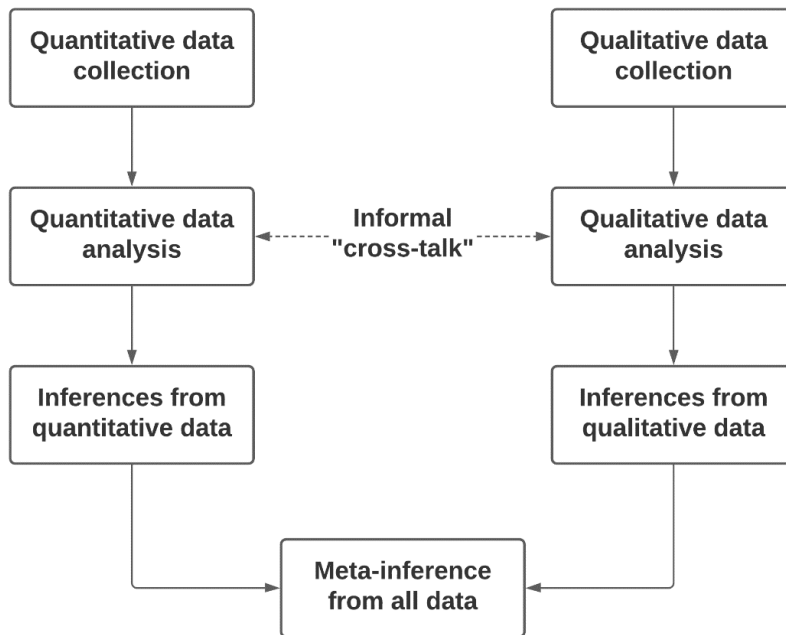 Quantitative data
collection
Qualitative data
collection
Quantitative data
analysis
Informal
"cross-talk"
Qualitative data
analysis
Inferences from
quantitative data
Inferences from
qualitative data
Meta-inference
from all data